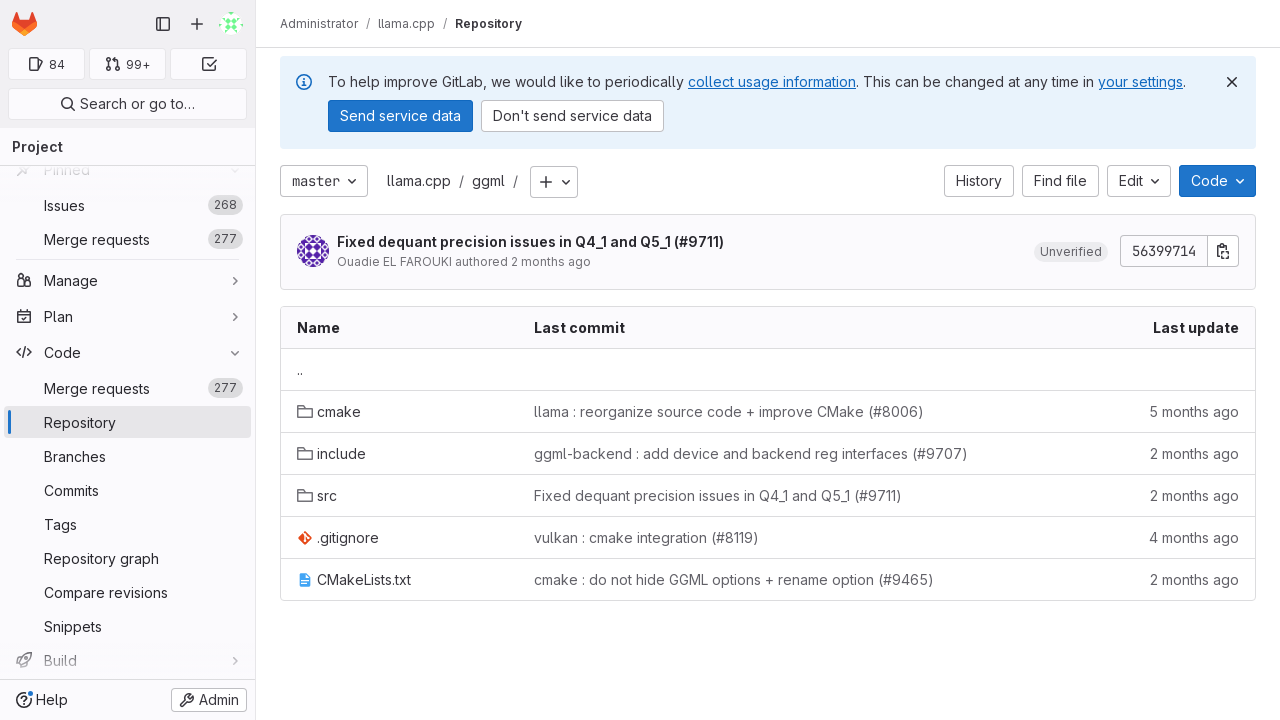 Administrator / llama.cpp / Repository
84
99+
Search or go to…
Project
Pinned
Issues 268
Merge requests 277
Manage
Plan
Code
Merge requests 277
Repository
Branches
Commits
Tags
Repository graph
Compare revisions
Snippets
Build
Help
Admin
To help improve GitLab, we would like to periodically collect usage information. This can be changed at any time in your settings.
Send service data
Don't send service data
master
llama.cpp / ggml /
History
Find file
Edit
Code
Fixed dequant precision issues in Q4_1 and Q5_1 (#9711)
Ouadie EL FAROUKI authored 2 months ago
Unverified
56399714
Name Last commit Last update
..
cmake llama : reorganize source code + improve CMake (#8006) 5 months ago
include ggml-backend : add device and backend reg interfaces (#9707) 2 months ago
src Fixed dequant precision issues in Q4_1 and Q5_1 (#9711) 2 months ago
.gitignore vulkan : cmake integration (#8119) 4 months ago
CMakeLists.txt cmake : do not hide GGML options + rename option (#9465) 2 months ago